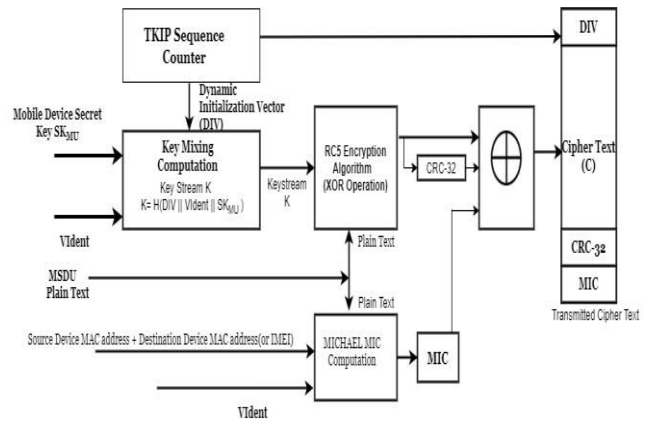 TKIP Sequence
Counter
DIV
Dynamic
Initialization Vector
(DIV)
Mobile Device Secret
Key SKMU
Key Mixing
Computation
Key Stream K
K= H(DIV || VIdent || SKMU )
Keystream
K
RC5 Encryption
Algorithm
(XOR Operation)
CRC-32
Cipher Text
(C)
VIdent
Plain Text
MSDU
Plain Text
Plain Text
CRC-32
MIC
Transmitted Cipher Text
Source Device MAC address + Destination Device MAC address(or IMEI)
MICHAEL MIC
Computation
MIC
VIdent